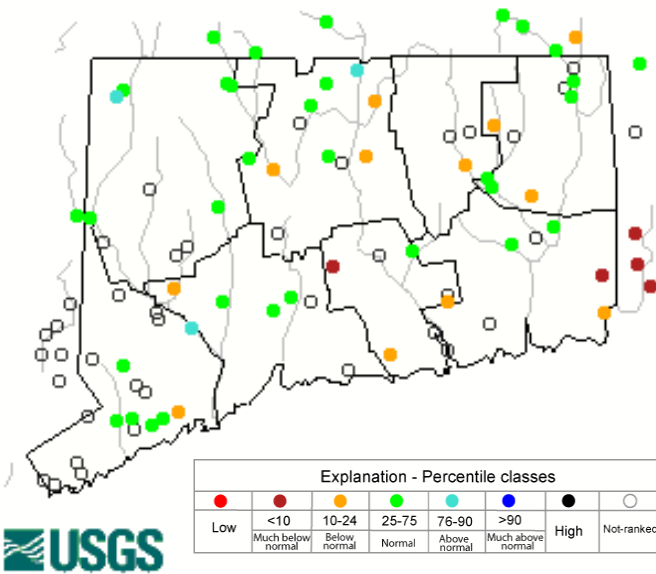 Explanation - Percentile classes
Low <10 10-24 25-75 76-90 >90 High Not-ranked
Much below normal Below normal Normal Above normal Much above normal
USGS